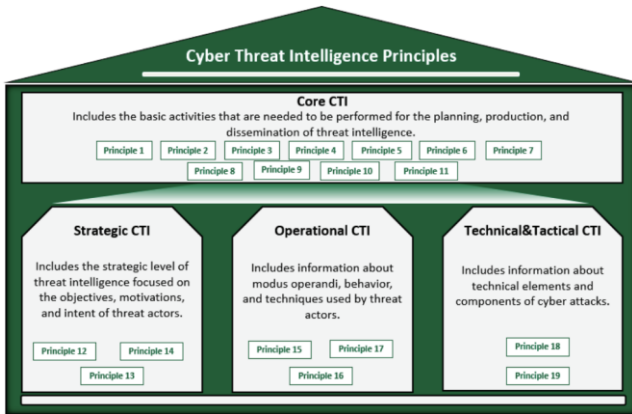 Cyber Threat Intelligence Principles
Core CTI
Includes the basic activities that are needed to be performed for the planning, production, and
dissemination of threat intelligence.
Principle 1 Principle 2 Principle 3 Principle 4 Principle 5 Principle 6 Principle 7
Principle 8 Principle 9 Principle 10 Principle 11
Strategic CTI
Includes the strategic level of
threat intelligence focused on
the objectives, motivations,
and intent of threat actors.
Principle 12 Principle 14
Principle 13
Operational CTI
Includes information about
modus operandi, behavior,
and techniques used by threat
actors.
Principle 15 Principle 17
Principle 16
Technical&Tactical CTI
Includes information about
technical elements and
components of cyber attacks.
Principle 18
Principle 19